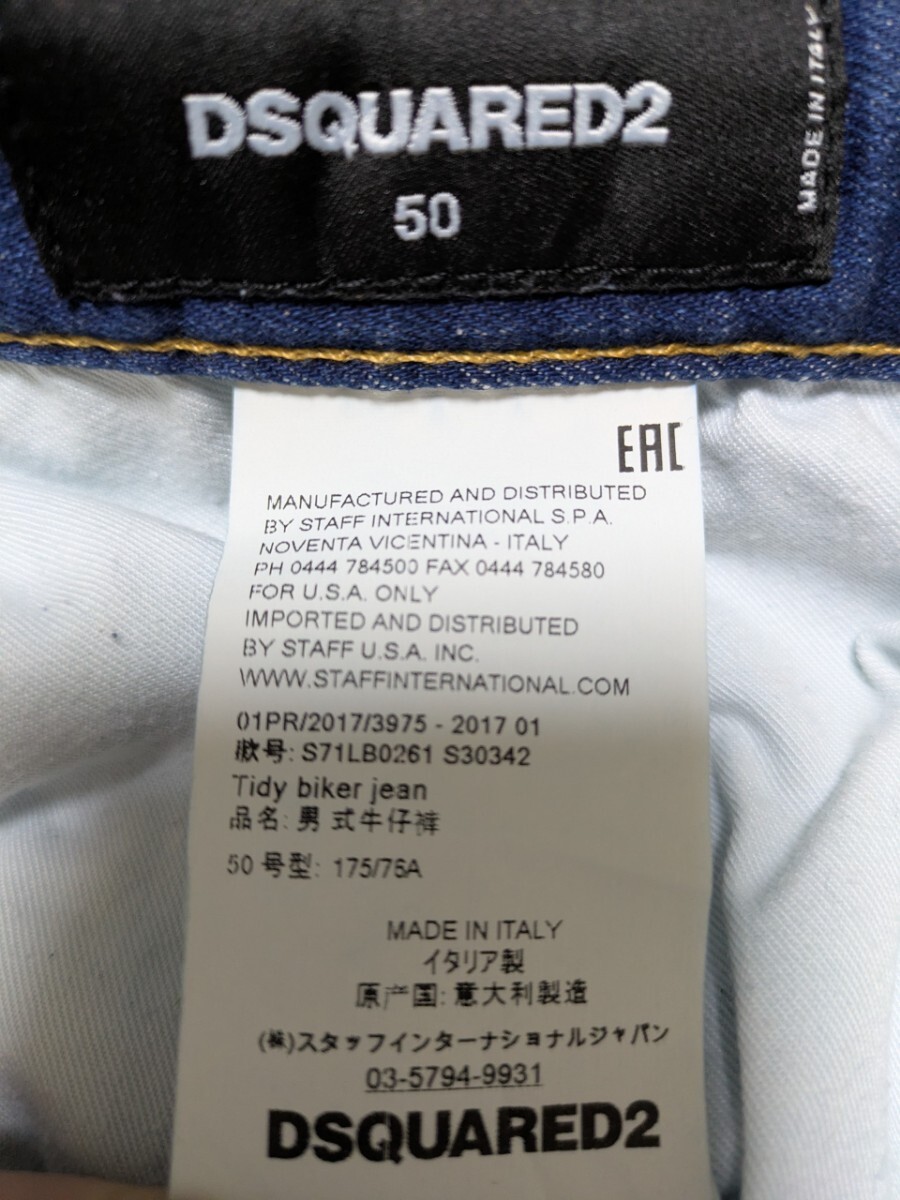 DSQUARED2
50
MADE IN ITALY
EAC
MANUFACTURED AND DISTRIBUTED
BY STAFF INTERNATIONAL S.P.A.
NOVENTA VICENTINA - ITALY
PH 0444 784500 FAX 0444 784580
FOR U.S.A. ONLY
IMPORTED AND DISTRIBUTED
BY STAFF U.S.A. INC.
WWW.STAFFINTERNATIONAL.COM
01PR/2017/3975 - 2017 01
款号: S71LB0261 S30342
Tidy biker jean
品名: 男式牛仔裤
50 号型: 175/76A
MADE IN ITALY
イタリア製
原产国: 意大利製造
(株)スタッフインターナショナルジャパン
03-5794-9931
DSQUARED2